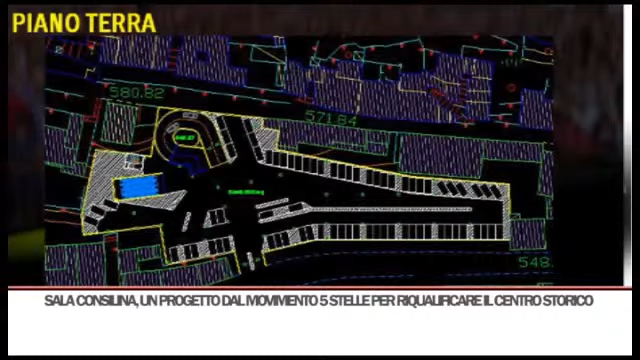 PIANO TERRA
580.82
571.84
548.
SALA CONSILINA, UN PROGETTO DAL MOVIMENTO 5 STELLE PER RIQUALIFICARE IL CENTRO STORICO